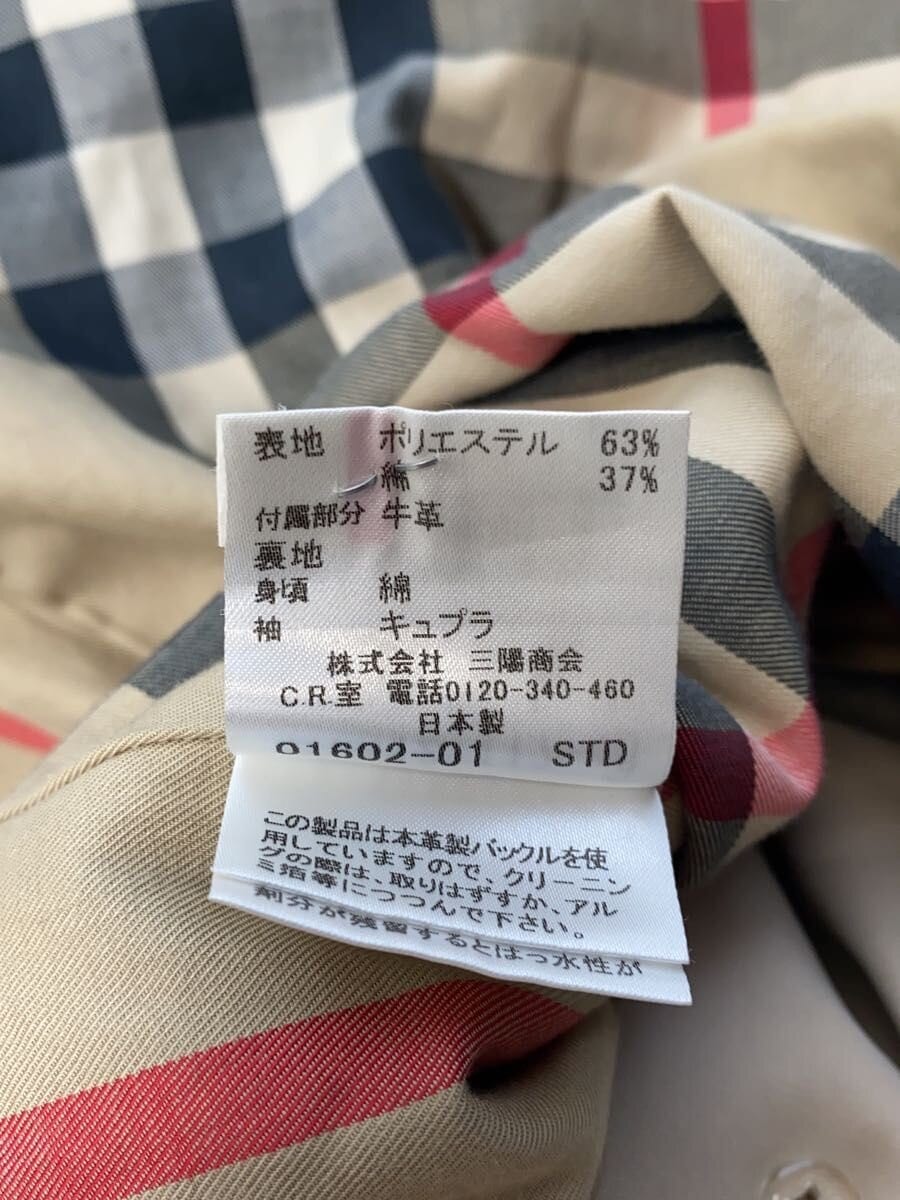 表地 ポリエステル 63%
綿 37%
付属部分 牛革
裏地
身頃 綿
袖 キュプラ
株式会社 三陽商会
C.R.室 電話0120-340-460
日本製
01602-01 STD
この製品は本革製バックルを使
用していますので、クリーニン
グの際は、取りはずすか、アル
ミ箔等につつんで下さい。
剤分が残留するとはっ水性が